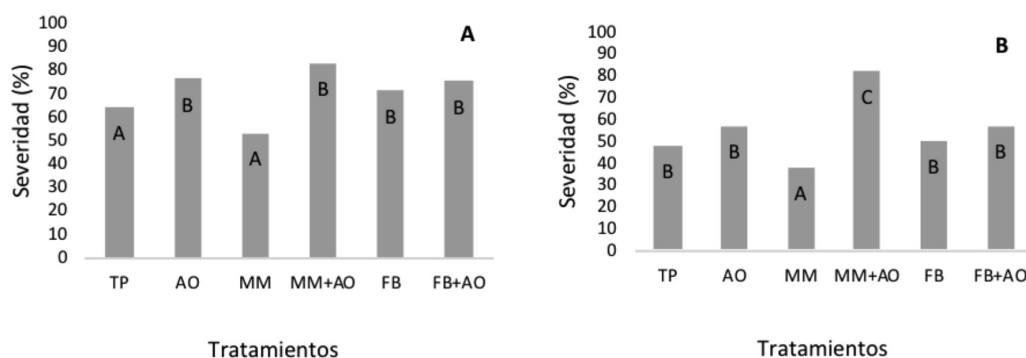 A
Severidad (%)
100
90
80
70
60
50
40
30
20
10
0
A
B
A
B
B
B
TP AO MM MM+AO FB FB+AO
Tratamientos
B
Severidad (%)
100
90
80
70
60
50
40
30
20
10
0
B
B
A
C
B
B
TP AO MM MM+AO FB FB+AO
Tratamientos